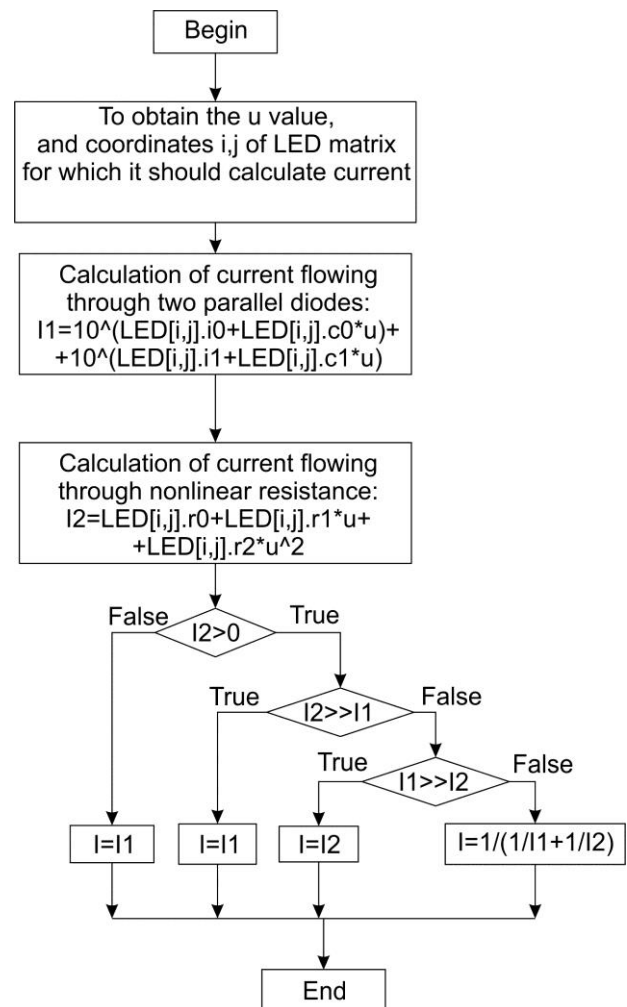 Begin
To obtain the u value,
and coordinates i,j of LED matrix
for which it should calculate current
Calculation of current flowing
through two parallel diodes:
I1=10^(LED[i,j].i0+LED[i,j].c0*u)+
+10^(LED[i,j].i1+LED[i,j].c1*u)
Calculation of current flowing
through nonlinear resistance:
I2=LED[i,j].r0+LED[i,j].r1*u+
+LED[i,j].r2*u^2
False
I2>0
True
True
I2>>I1
False
True
I1>>I2
False
I=I1
I=I1
I=I2
I=1/(1/I1+1/I2)
End